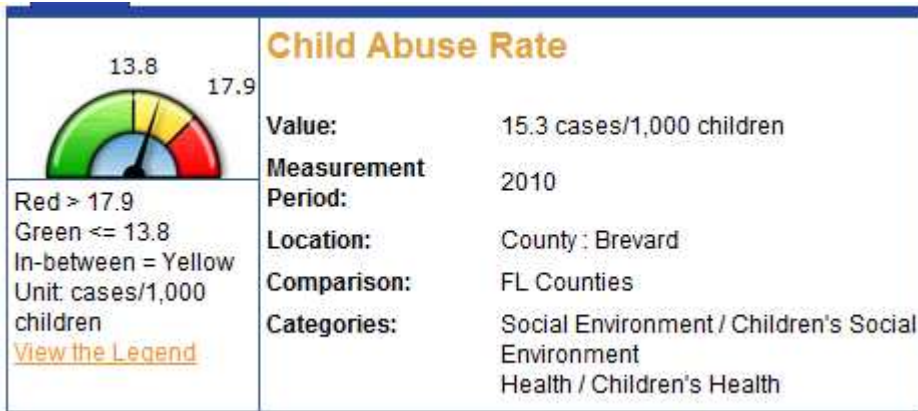 Child Abuse Rate
13.8
17.9
Red > 17.9
Green <= 13.8
In-between = Yellow
Unit: cases/1,000
children
View the Legend
Value: 15.3 cases/1,000 children
Measurement
Period: 2010
Location: County : Brevard
Comparison: FL Counties
Categories: Social Environment / Children's Social
Environment
Health / Children's Health